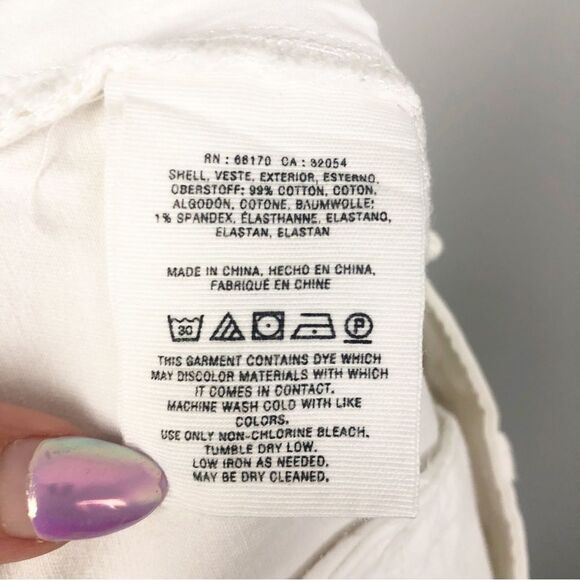 RN : 66170 CA : 32054
SHELL, VESTE, EXTERIOR, ESTERNO,
OBERSTOFF: 99% COTTON, COTON,
ALGODÓN, COTONE, BAUMWOLLE;
1% SPANDEX, ÉLASTHANNE, ELASTANO,
ELASTAN, ELASTAN
MADE IN CHINA, HECHO EN CHINA,
FABRIQUÉ EN CHINE
30 P
THIS GARMENT CONTAINS DYE WHICH
MAY DISCOLOR MATERIALS WITH WHICH
IT COMES IN CONTACT.
MACHINE WASH COLD WITH LIKE
COLORS.
USE ONLY NON-CHLORINE BLEACH.
TUMBLE DRY LOW.
LOW IRON AS NEEDED.
MAY BE DRY CLEANED.